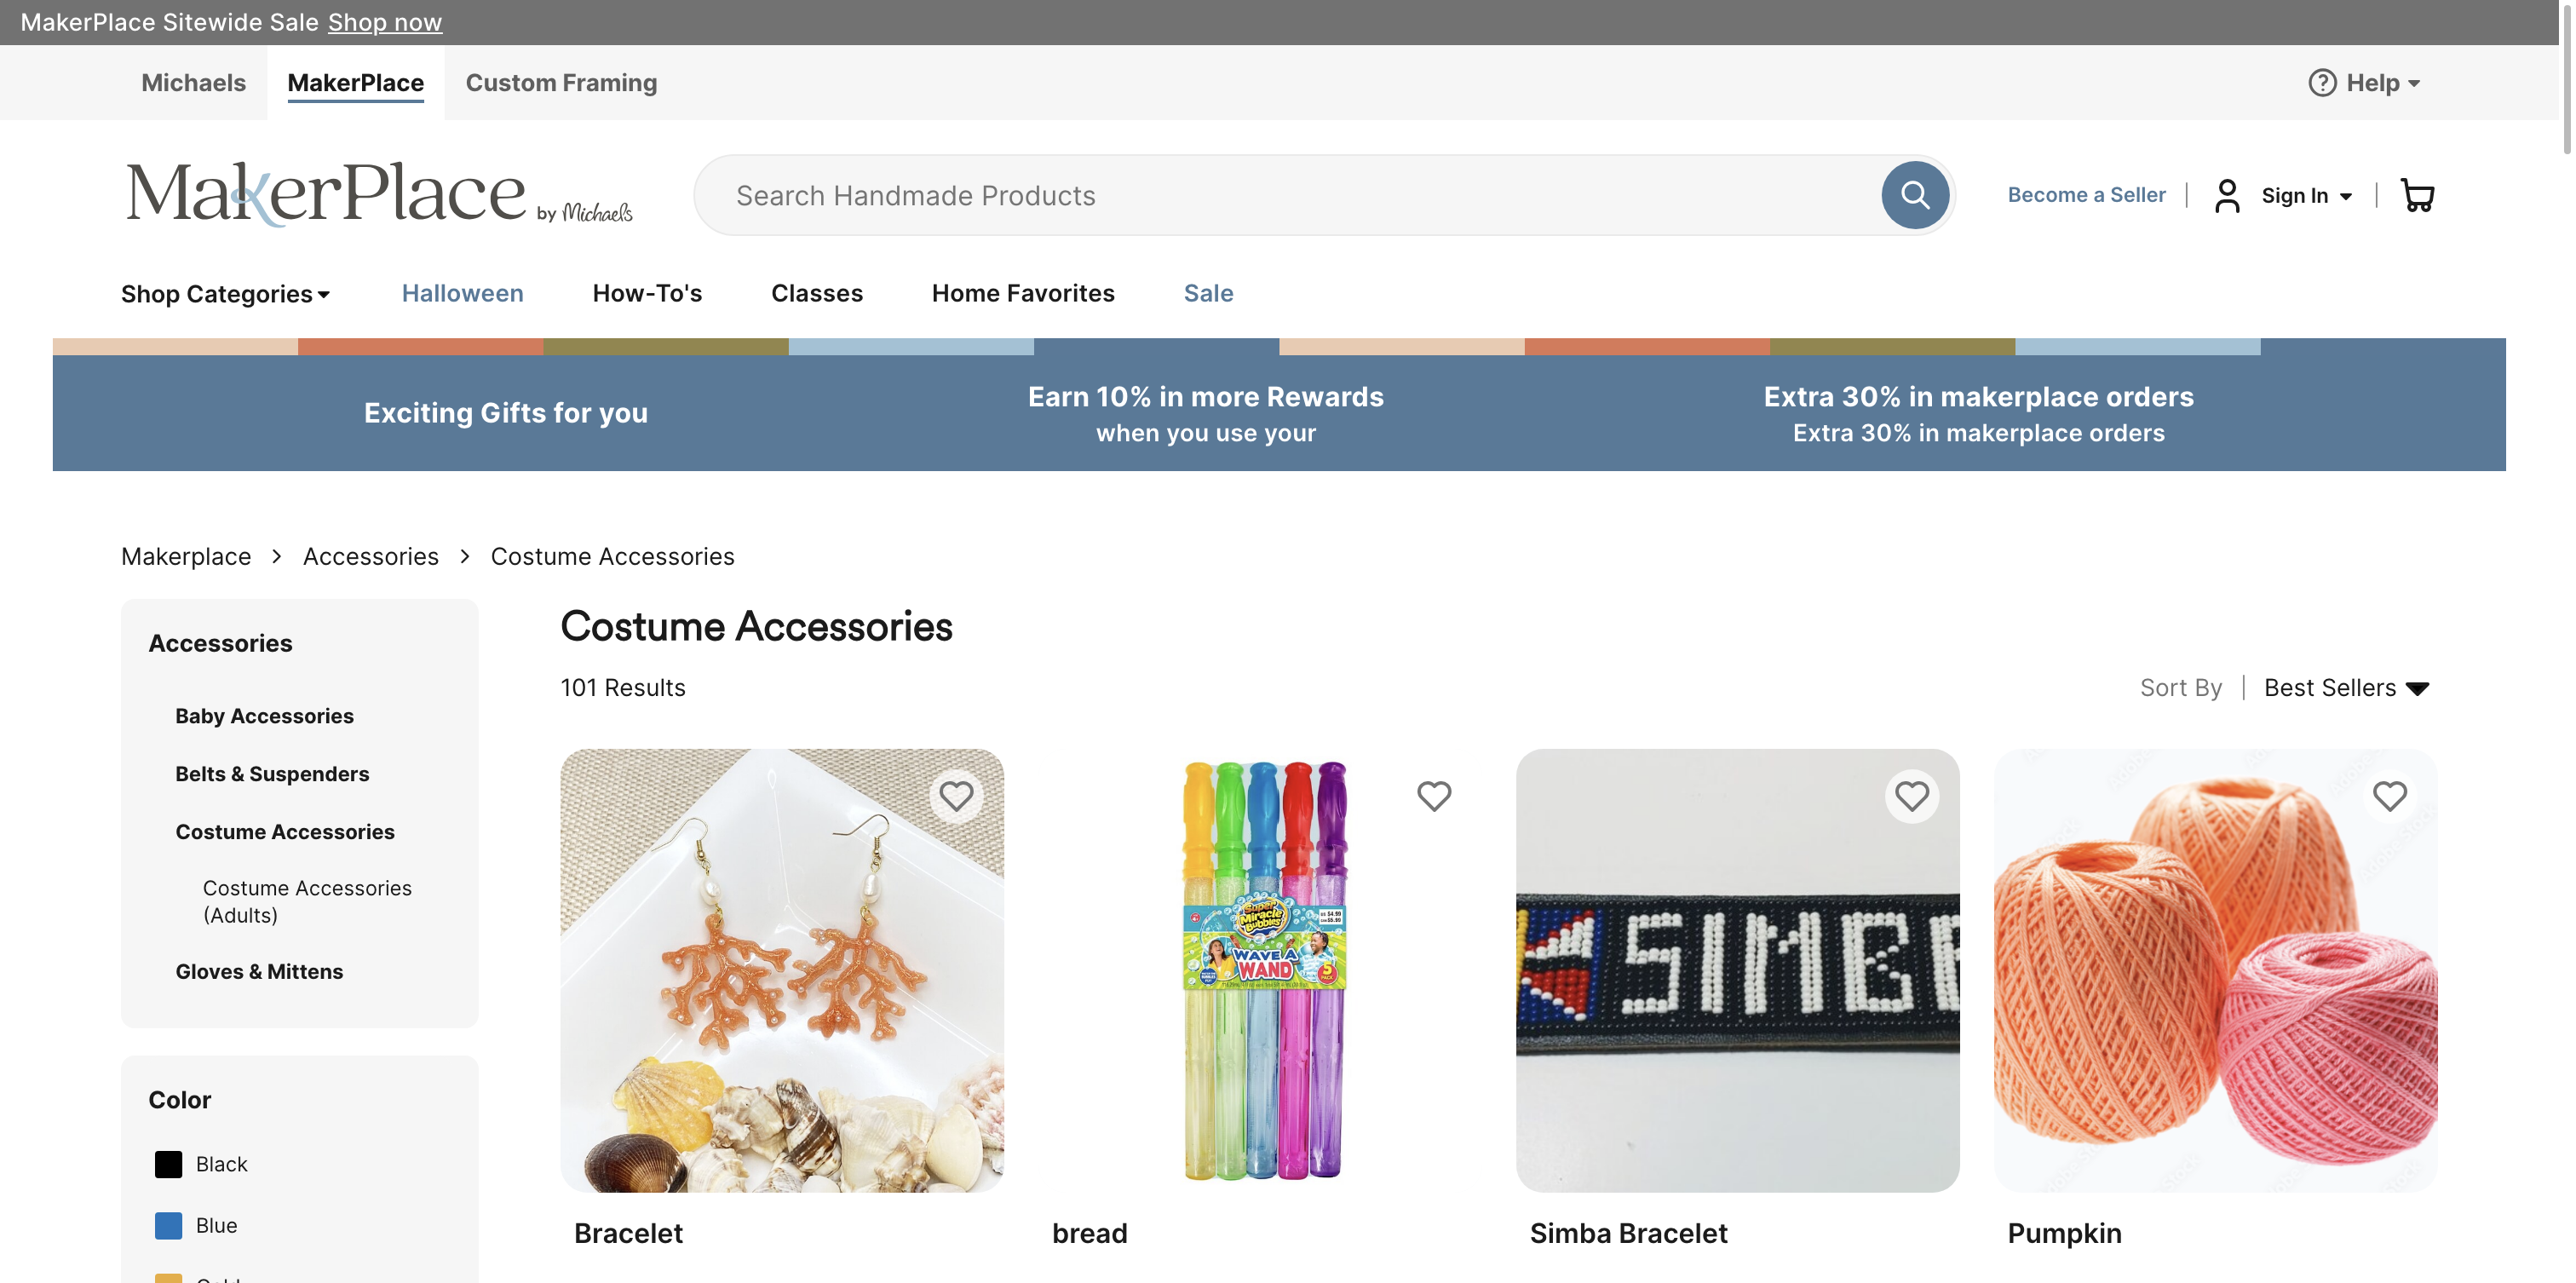 MakerPlace Sitewide Sale Shop now
Michaels MakerPlace Custom Framing Help
MakerPlace by Michaels
Search Handmade Products
Become a Seller
Sign In
Shop Categories Halloween How-To's Classes Home Favorites Sale
Exciting Gifts for you
Earn 10% in more Rewards
when you use your
Extra 30% in makerplace orders
Extra 30% in makerplace orders
Makerplace > Accessories > Costume Accessories
Accessories
Baby Accessories
Belts & Suspenders
Costume Accessories
Costume Accessories
(Adults)
Gloves & Mittens
Color
Black
Blue
Costume Accessories
101 Results
Sort By | Best Sellers
Super
Miracle
Bubbles
WAVE A
WAND
5
SIMB
Bracelet
bread
Simba Bracelet
Pumpkin